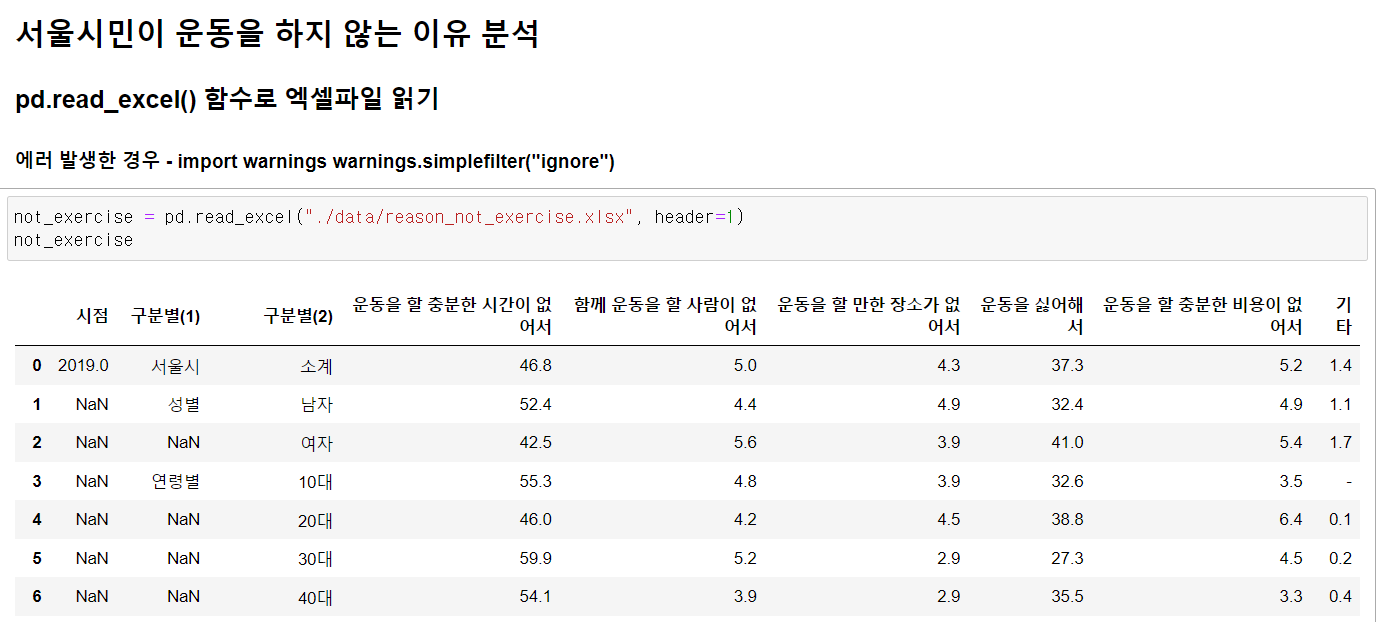 서울시민이 운동을 하지 않는 이유 분석
pd.read_excel() 함수로 엑셀파일 읽기
에러 발생한 경우 - import warnings warnings.simplefilter("ignore")
not_exercise = pd.read_excel("./data/reason_not_exercise.xlsx", header=1)
not_exercise
시점 구분별(1) 구분별(2) 운동을 할 충분한 시간이 없 함께 운동을 할 사람이 없 운동을 할 만한 장소가 없 운동을 싫어해 운동을 할 충분한 비용이 없 기
어서 어서 어서 서 어서 타
0 2019.0 서울시 소계 46.8 5.0 4.3 37.3 5.2 1.4
1 NaN 성별 남자 52.4 4.4 4.9 32.4 4.9 1.1
2 NaN NaN 여자 42.5 5.6 3.9 41.0 5.4 1.7
3 NaN 연령별 10대 55.3 4.8 3.9 32.6 3.5 -
4 NaN NaN 20대 46.0 4.2 4.5 38.8 6.4 0.1
5 NaN NaN 30대 59.9 5.2 2.9 27.3 4.5 0.2
6 NaN NaN 40대 54.1 3.9 2.9 35.5 3.3 0.4